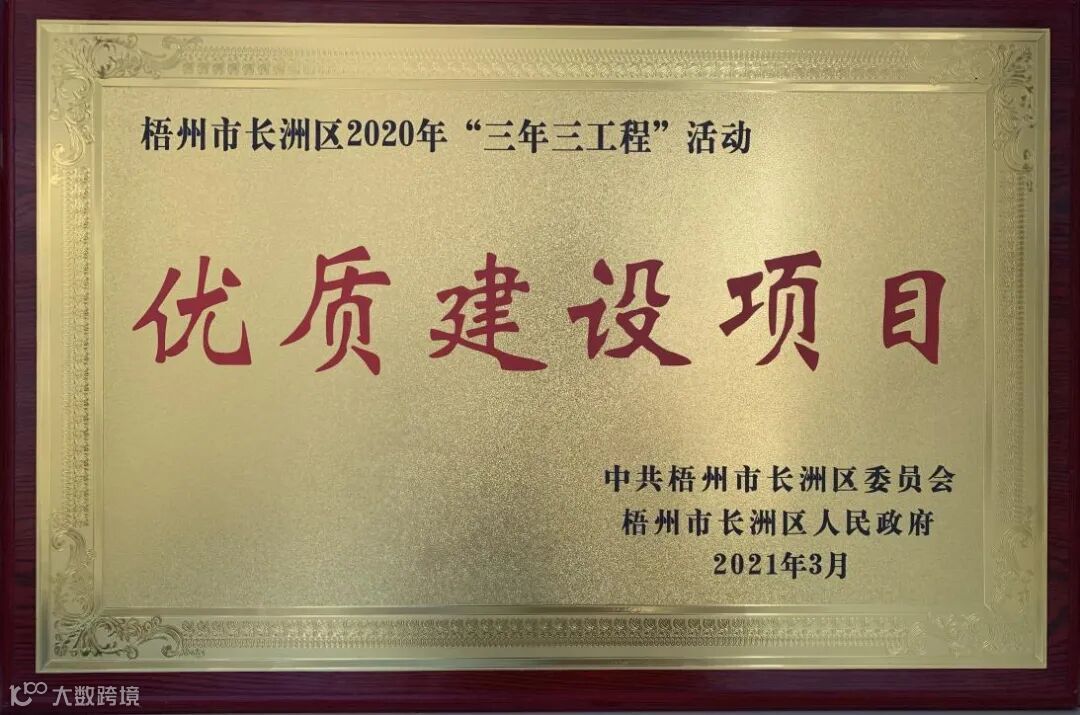 梧州市长洲区2020年“三年三工程”活动
优质建设项目
中共梧州市长洲区委员会
梧州市长洲区人民政府
2021年3月
大数跨境